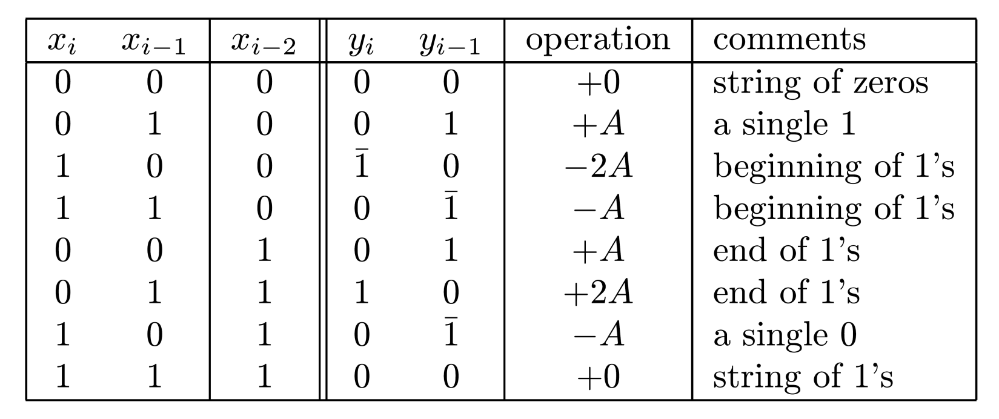 x_i x_{i−1} x_{i−2} y_i y_{i−1} operation comments
0 0 0 0 0 +0 string of zeros
0 1 0 0 1 +A a single 1
1 0 0 1̄ 0 −2A beginning of 1's
1 1 0 0 1̄ −A beginning of 1's
0 0 1 0 1 +A end of 1's
0 1 1 1 0 +2A end of 1's
1 0 1 0 1̄ −A a single 0
1 1 1 0 0 +0 string of 1's